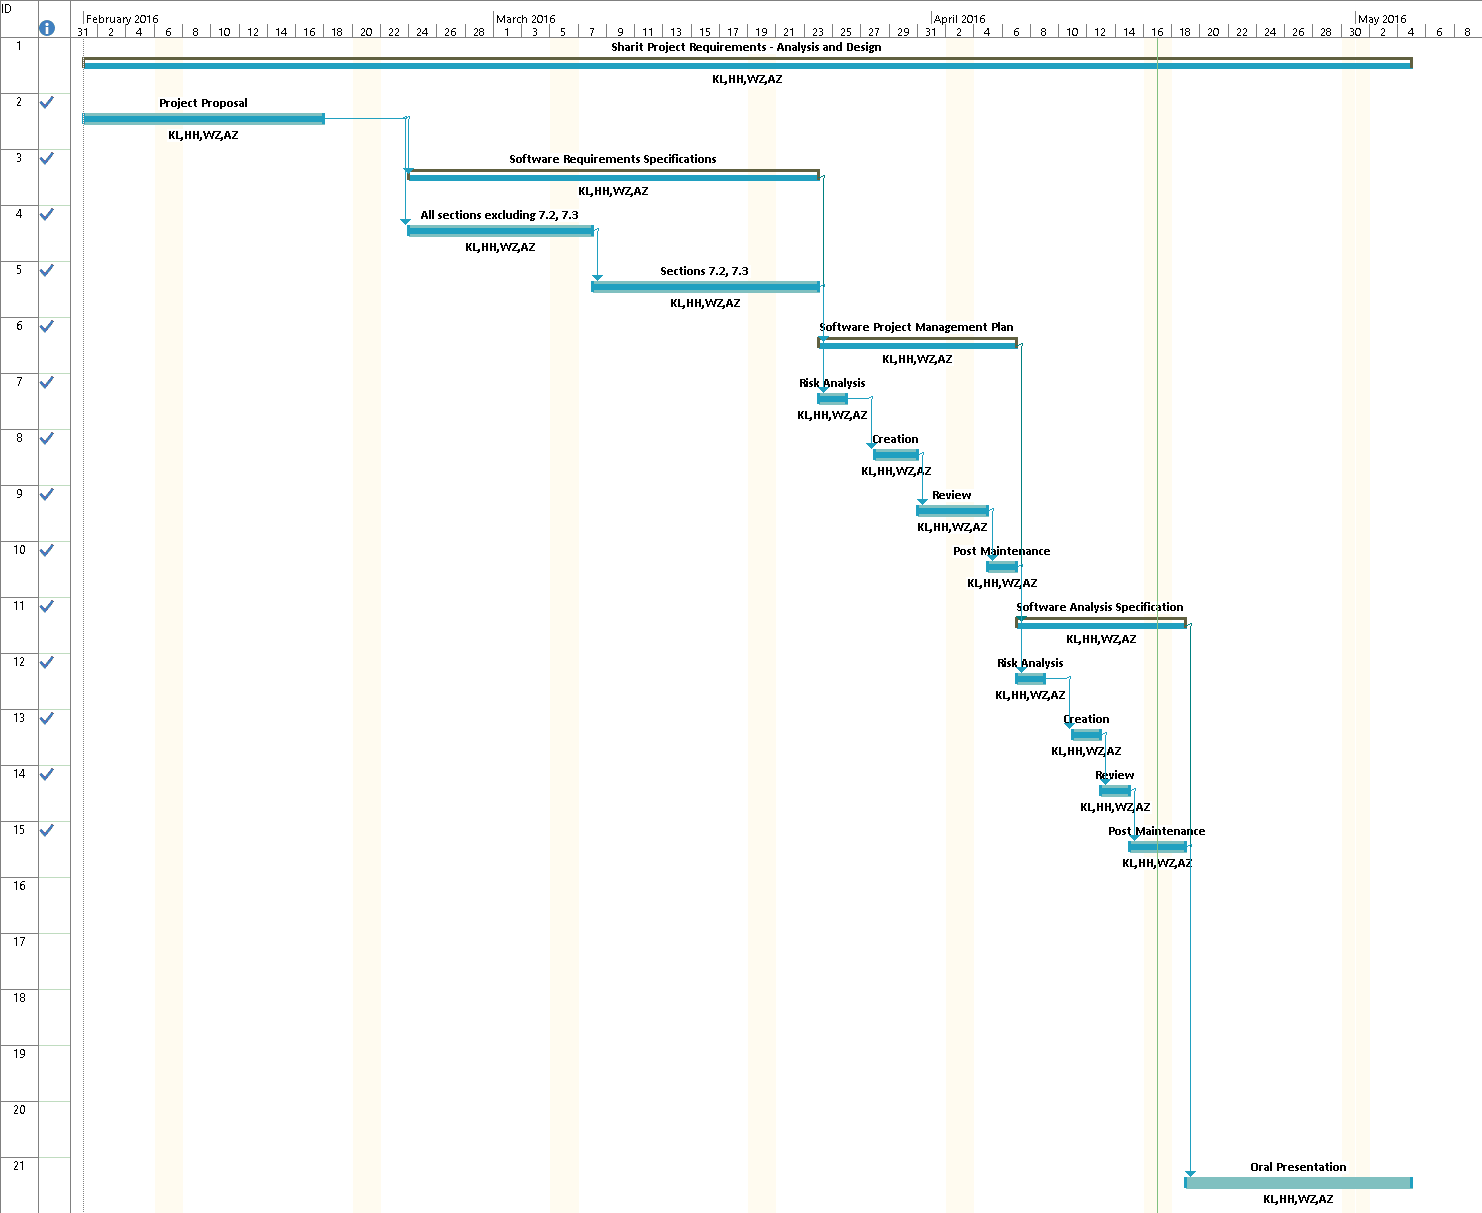 ID
February 2016 March 2016 April 2016 May 2016
31 2 4 6 8 10 12 14 16 18 20 22 24 26 28 1 3 5 7 9 11 13 15 17 19 21 23 25 27 29 31 2 4 6 8 10 12 14 16 18 20 22 24 26 28 30 2 4 6 8
1 Sharit Project Requirements - Analysis and Design
KL,HH,WZ,AZ
2 Project Proposal
KL,HH,WZ,AZ
3 Software Requirements Specifications
KL,HH,WZ,AZ
4 All sections excluding 7.2, 7.3
KL,HH,WZ,AZ
5 Sections 7.2, 7.3
KL,HH,WZ,AZ
6 Software Project Management Plan
KL,HH,WZ,AZ
7 Risk Analysis
KL,HH,WZ,AZ
8 Creation
KL,HH,WZ,AZ
9 Review
KL,HH,WZ,AZ
10 Post Maintenance
KL,HH,WZ,AZ
11 Software Analysis Specification
KL,HH,WZ,AZ
12 Risk Analysis
KL,HH,WZ,AZ
13 Creation
KL,HH,WZ,AZ
14 Review
KL,HH,WZ,AZ
15 Post Maintenance
KL,HH,WZ,AZ
16
17
18
19
20
21 Oral Presentation
KL,HH,WZ,AZ